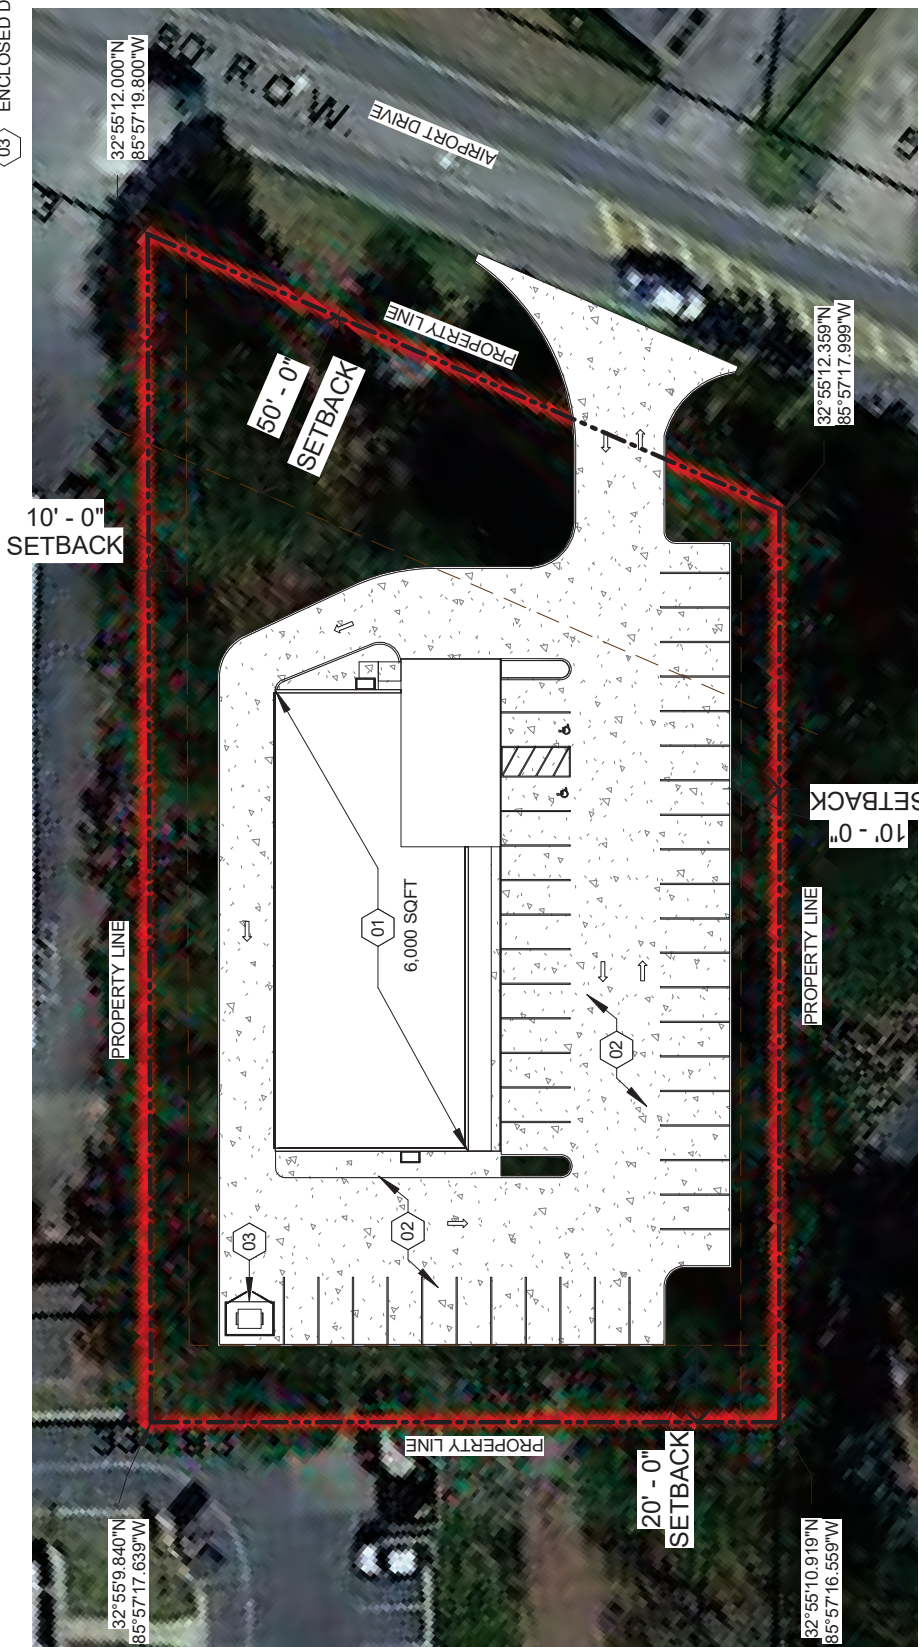 03 ENCLOSED D
32°55'12.000"N
85°57'19.800"W
60' R.O.W.
AIRPORT DRIVE
PROPERTY LINE
50' - 0"
SETBACK
32°55'12.359"N
85°57'17.999"W
10' - 0"
SETBACK
10' - 0"
SETBACK
PROPERTY LINE
01
6,000 SQFT
02
PROPERTY LINE
03
02
PROPERTY LINE
20' - 0"
SETBACK
32°55'9.840"N
85°57'17.639"W
32°55'10.919"N
85°57'16.559"W